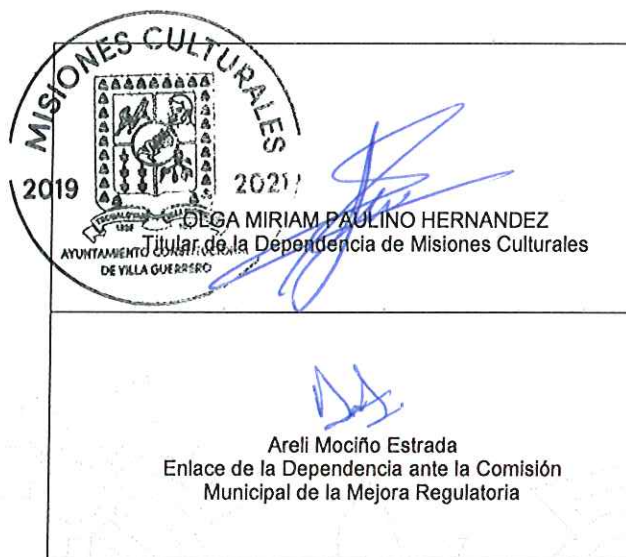 MISIONES CULTURALES
2019 2021
OLGA MIRIAM PAULINO HERNANDEZ
Titular de la Dependencia de Misiones Culturales
AYUNTAMIENTO CONSTITUCIONAL
DE VILLA GUERRERO
Areli Mociño Estrada
Enlace de la Dependencia ante la Comisión
Municipal de la Mejora Regulatoria